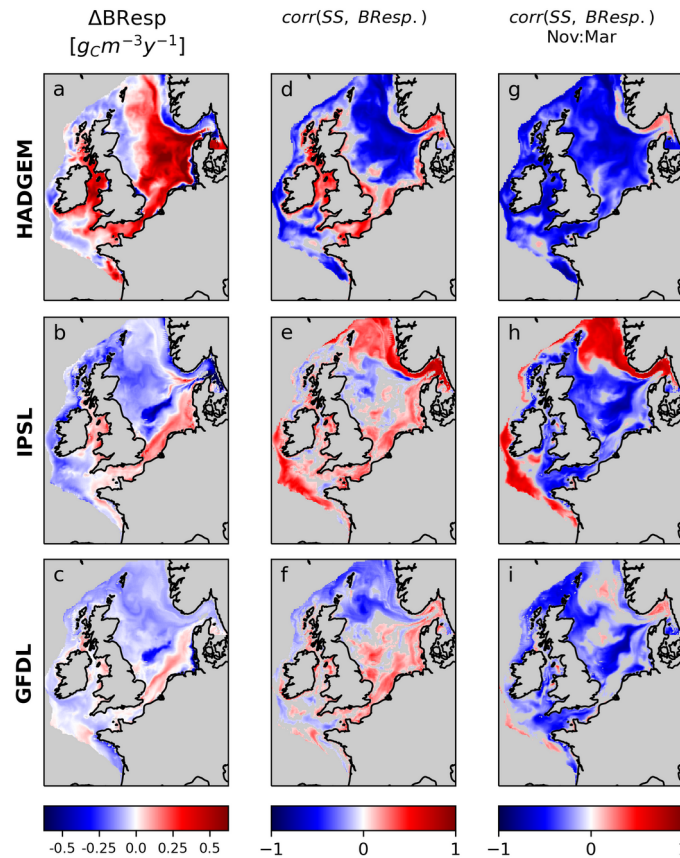 ΔBResp
[g_C m^{-3} y^{-1}]
corr(SS, BResp.)
corr(SS, BResp.)
Nov:Mar
HADGEM
a
d
g
IPSL
b
e
h
GFDL
c
f
i
-0.5 -0.25 0.0 0.25 0.5
−1 0 1
−1 0 1